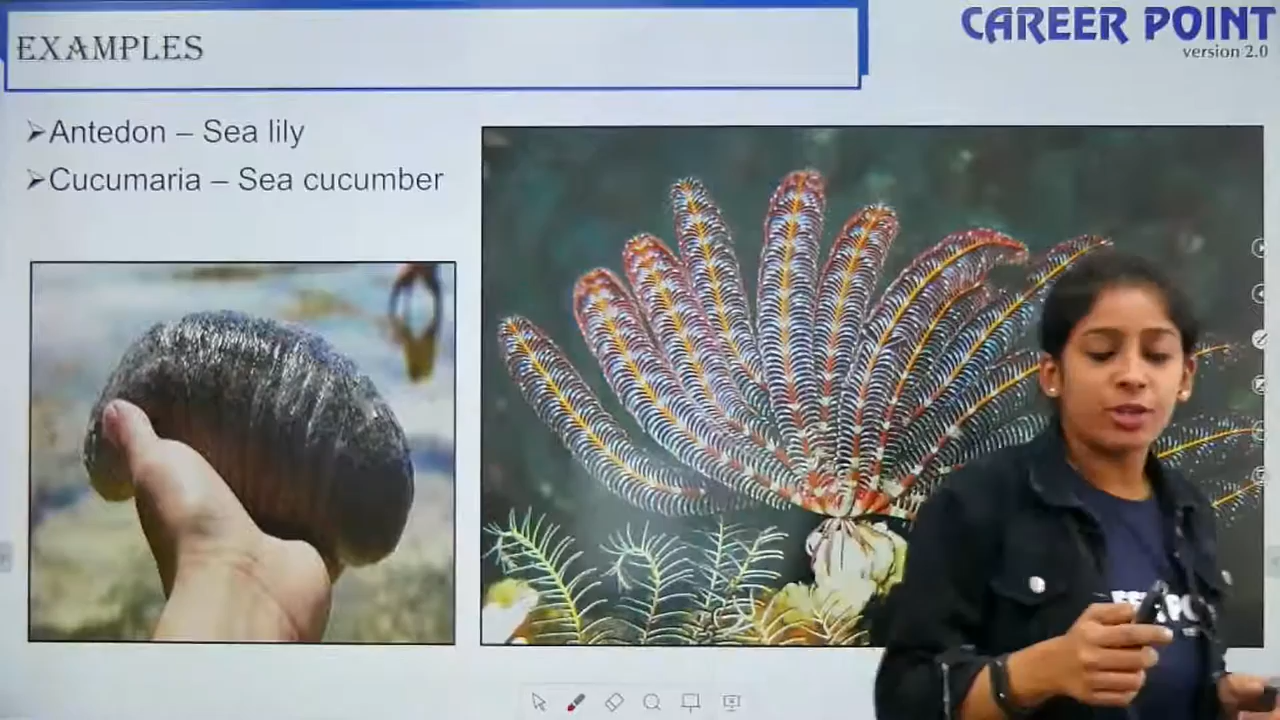 EXAMPLES
CAREER POINT
version 2.0
➢Antedon – Sea lily
➢Cucumaria – Sea cucumber